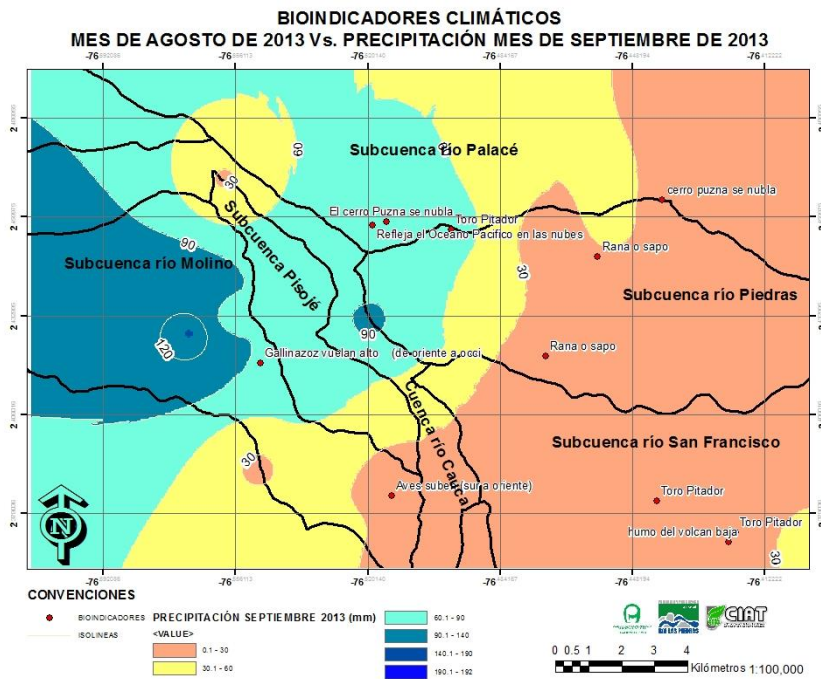 BIOINDICADORES CLIMÁTICOS
MES DE AGOSTO DE 2013 Vs. PRECIPITACIÓN MES DE SEPTIEMBRE DE 2013
60
Subcuenca río Palacé
30
cerro puzna se nubla
El cerro Puzna se nubla
Toro Pitador
Refleja el Oceano Pacifico en las nubes
Subcuenca Pisojé
90
Rana o sapo
Subcuenca río Molino
30
Subcuenca río Piedras
120
90
Gallinazoz vuelan alto (de oriente a occi
Rana o sapo
Cuenca río Cauca
Subcuenca río San Francisco
30
Aves suben (sur a oriente)
Toro Pitador
Toro Pitador
humo del volcan baja
30
N
CONVENCIONES
BIOINDICADORES
ISOLINEAS
PRECIPITACIÓN SEPTIEMBRE 2013 (mm)
<VALUE>
0.1 - 30
30.1 - 60
60.1 - 90
90.1 - 140
140.1 - 190
190.1 - 192
RIO LAS PIEDRAS
CIAT
0 0.5 1 2 3 4
Kilómetros 1:100,000